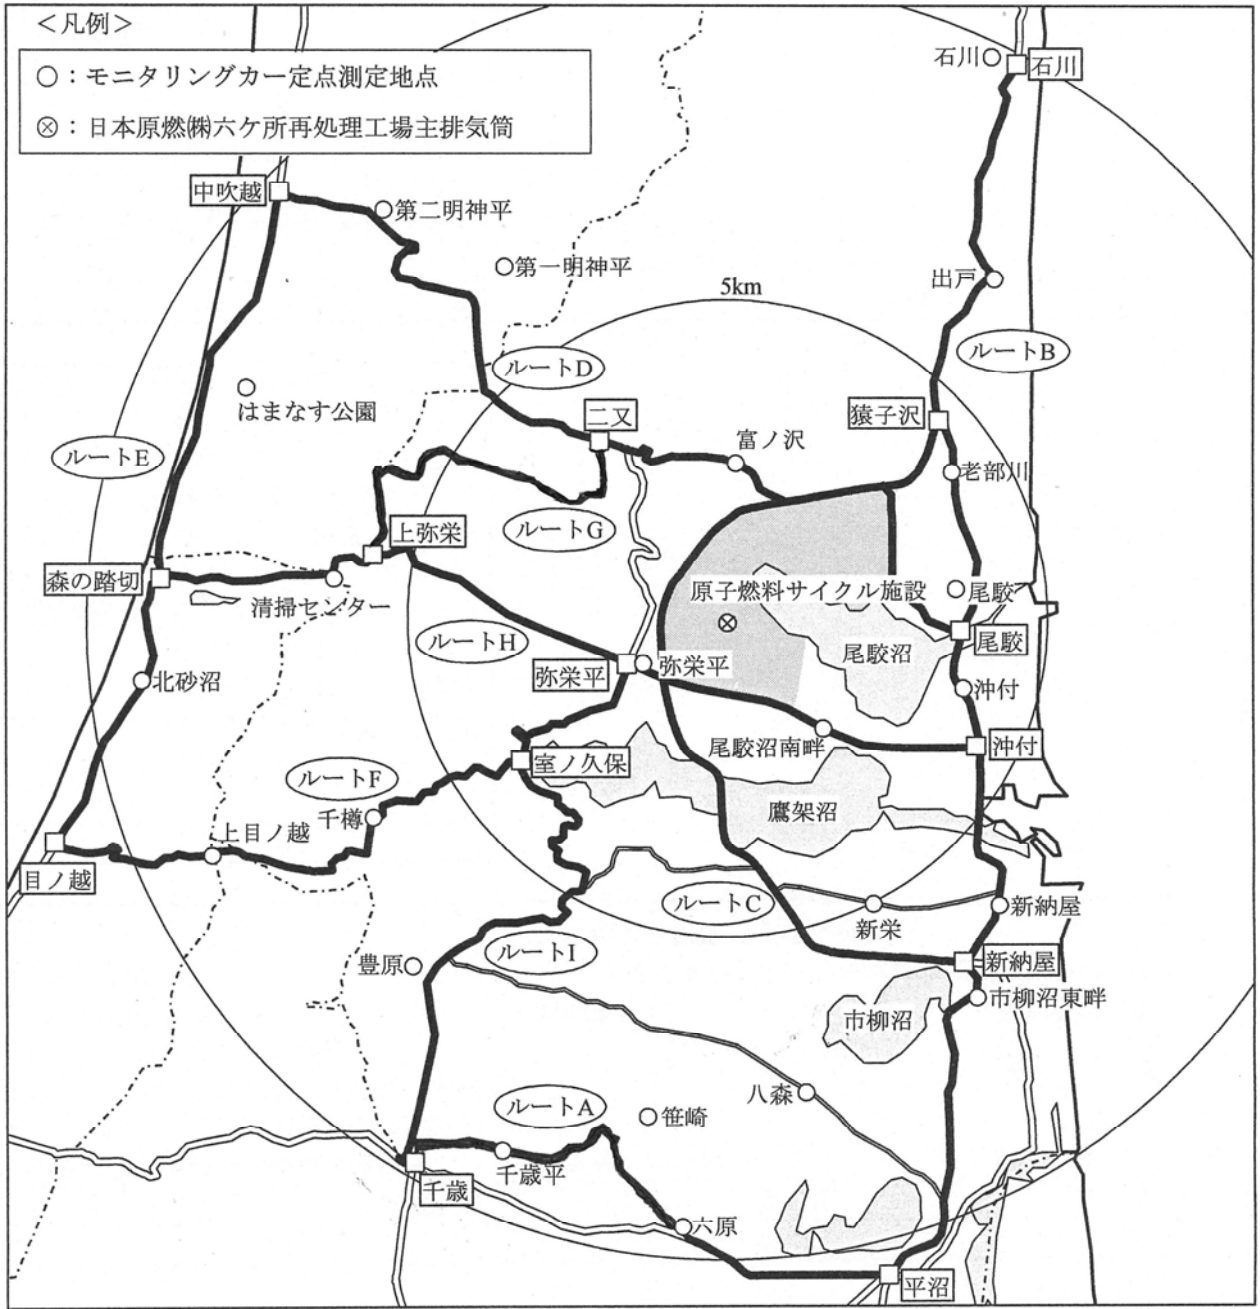 ＜凡例＞
○：モニタリングカー定点測定地点
⊗：日本原燃㈱六ケ所再処理工場主排気筒
石川
石川
中吹越
第二明神平
第一明神平
出戸
5km
ルートB
ルートD
はまなす公園
二又
猿子沢
富ノ沢
老部川
ルートE
ルートG
上弥栄
森の踏切
清掃センター
原子燃料サイクル施設
尾駮
尾駮
尾駮沼
ルートH
弥栄平
弥栄平
北砂沼
沖付
沖付
尾駮沼南畔
室ノ久保
ルートF
千樽
鷹架沼
上目ノ越
目ノ越
ルートC
新栄
新納屋
豊原
ルートI
新納屋
市柳沼東畔
市柳沼
八森
ルートA
笹崎
千歳平
千歳
六原
平沼